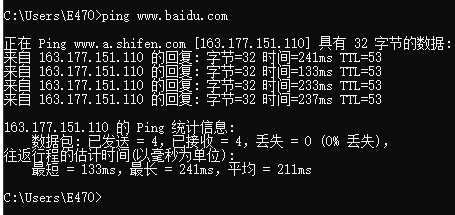 C:\Users\E470>ping www.baidu.com
正在 Ping www.a.shifen.com [163.177.151.110] 具有 32 字节的数据:
来自 163.177.151.110 的回复: 字节=32 时间=241ms TTL=53
来自 163.177.151.110 的回复: 字节=32 时间=133ms TTL=53
来自 163.177.151.110 的回复: 字节=32 时间=233ms TTL=53
来自 163.177.151.110 的回复: 字节=32 时间=237ms TTL=53
163.177.151.110 的 Ping 统计信息:
数据包: 已发送 = 4, 已接收 = 4, 丢失 = 0 (0% 丢失),
往返行程的估计时间(以毫秒为单位):
最短 = 133ms, 最长 = 241ms, 平均 = 211ms
C:\Users\E470>